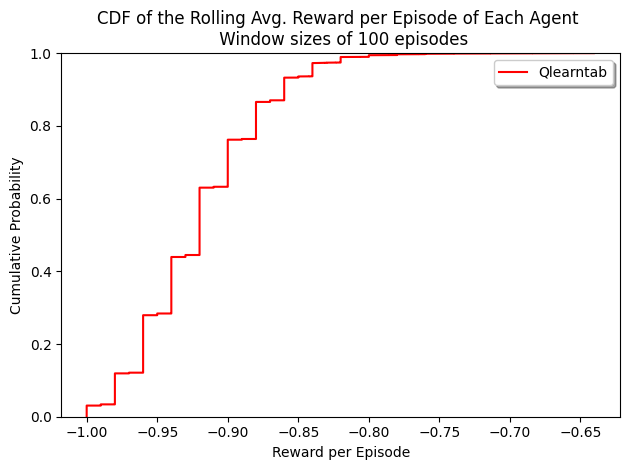 CDF of the Rolling Avg. Reward per Episode of Each Agent
Window sizes of 100 episodes
Qlearntab
Cumulative Probability
1.0
0.8
0.6
0.4
0.2
0.0
−1.00 −0.95 −0.90 −0.85 −0.80 −0.75 −0.70 −0.65
Reward per Episode